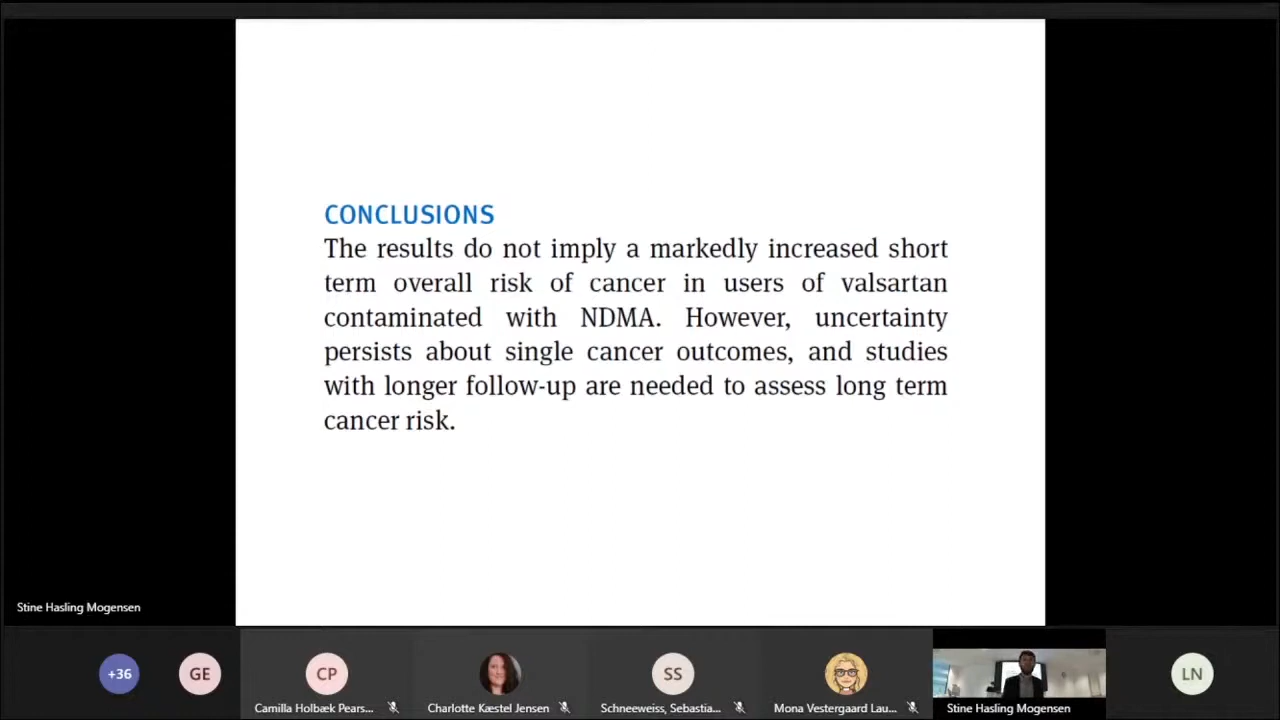 CONCLUSIONS
The results do not imply a markedly increased short
term overall risk of cancer in users of valsartan
contaminated with NDMA. However, uncertainty
persists about single cancer outcomes, and studies
with longer follow-up are needed to assess long term
cancer risk.
Stine Hasling Mogensen
+36
GE
CP
SS
LN
Camilla Holbæk Pears...
Charlotte Kæstel Jensen
Schneeweiss, Sebastia...
Mona Vestergaard Lau...
Stine Hasling Mogensen